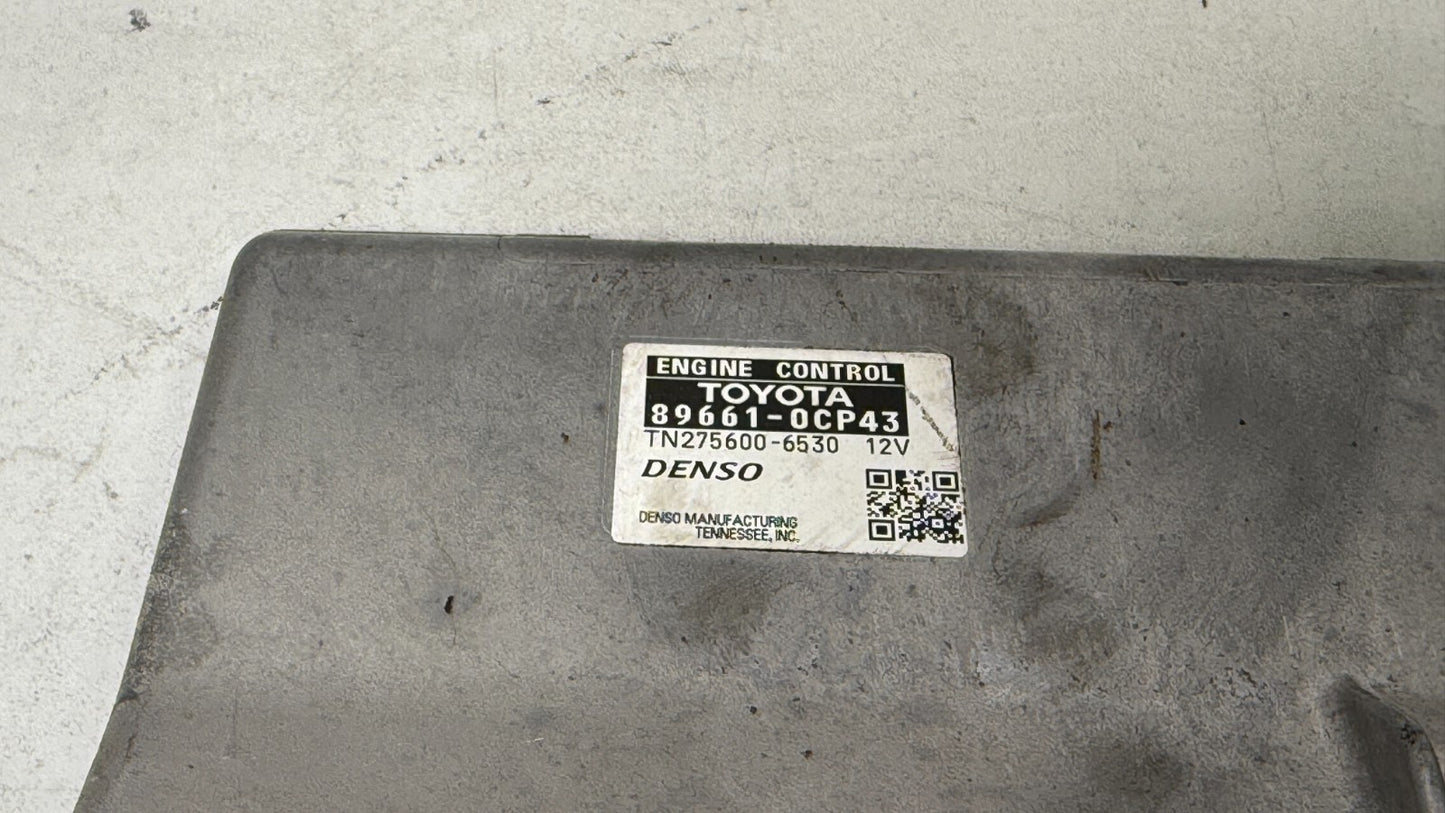 ENGINE CONTROL
TOYOTA
89661-0CP43
TN275600-6530 12V
DENSO
DENSO MANUFACTURING
TENNESSEE, INC.